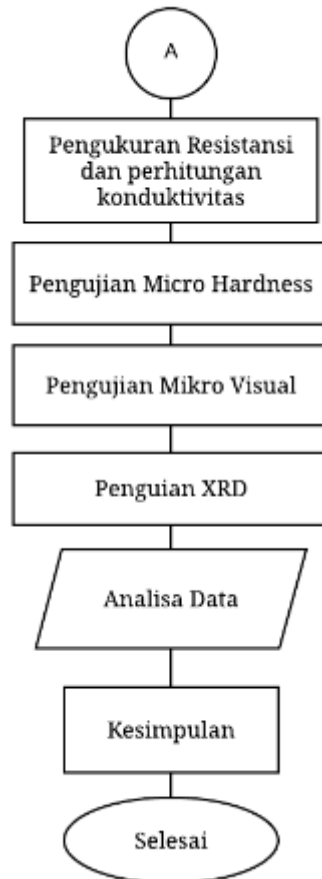 A
Pengukuran Resistansi
dan perhitungan
konduktivitas
Pengujian Micro Hardness
Pengujian Mikro Visual
Penguian XRD
Analisa Data
Kesimpulan
Selesai